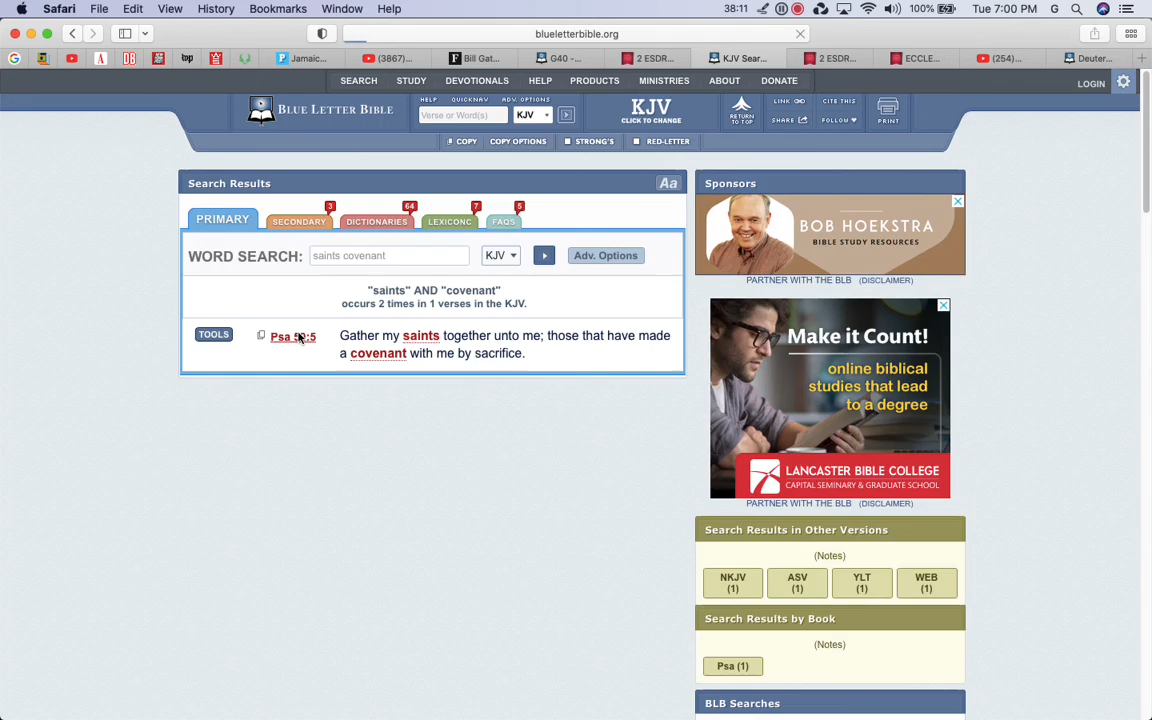 Safari File Edit View History Bookmarks Window Help 38:11 100% Tue 7:00 PM G
blueletterbible.org
Jamaic... (3867)... Bill Gat... G40 -... 2 ESDR... KJV Sear... 2 ESDR... ECCLE... (254)... Deuter...
SEARCH STUDY DEVOTIONALS HELP PRODUCTS MINISTRIES ABOUT DONATE LOGIN
BLUE LETTER BIBLE
HELP QUICKNAV ADV. OPTIONS
Verse or Word(s) KJV
KJV
CLICK TO CHANGE
RETURN
TO TOP
LINK CITE THIS
SHARE FOLLOW
PRINT
COPY COPY OPTIONS STRONG'S RED-LETTER
Search Results Aa
PRIMARY SECONDARY 3 DICTIONARIES 64 LEXICONC 7 FAQS 5
WORD SEARCH: saints covenant KJV Adv. Options
"saints" AND "covenant"
occurs 2 times in 1 verses in the KJV.
TOOLS Psa 50:5 Gather my saints together unto me; those that have made
a covenant with me by sacrifice.
Sponsors
BOB HOEKSTRA
BIBLE STUDY RESOURCES
PARTNER WITH THE BLB (DISCLAIMER)
Make it Count!
online biblical
studies that lead
to a degree
LANCASTER BIBLE COLLEGE
CAPITAL SEMINARY & GRADUATE SCHOOL
PARTNER WITH THE BLB (DISCLAIMER)
Search Results in Other Versions
(Notes)
NKJV
(1)
ASV
(1)
YLT
(1)
WEB
(1)
Search Results by Book
(Notes)
Psa (1)
BLB Searches